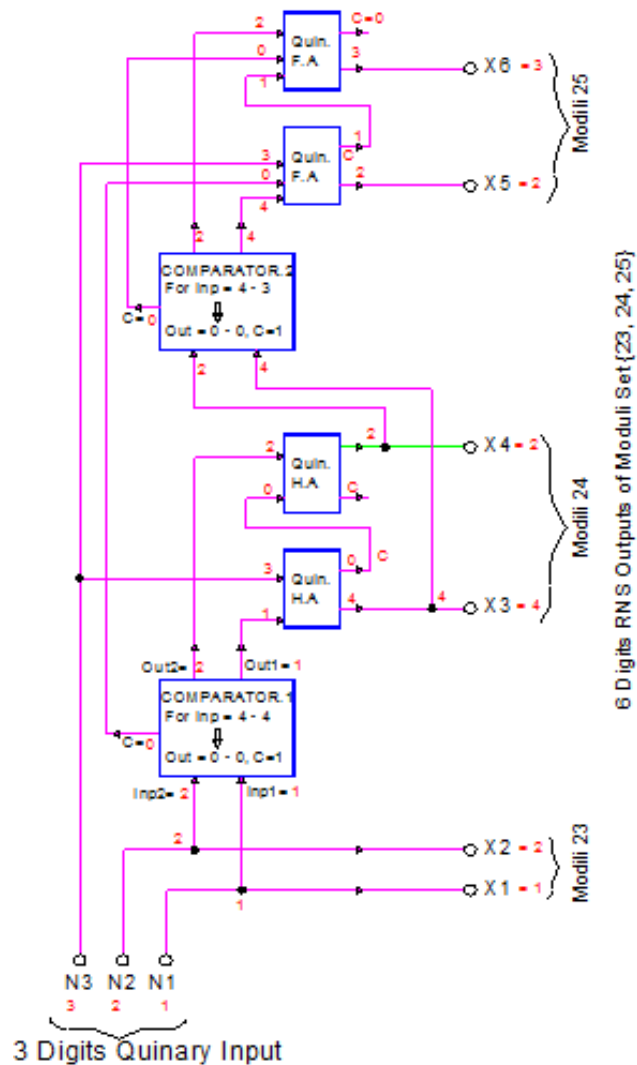 2
C=0
Quin.
F.A
0
1
3
X6 = 3
Modili 25
Quin.
F.A
3
0
4
1
C
2
X5 = 2
2
4
COMPARATOR.2
For Inp = 4 - 3
Out = 0 - 0, C=1
C= 0
2
4
6 Digits RNS Outputs of Moduli Set {23, 24, 25}
2
Quin.
H.A
0
2
X4 = 2
C
Modili 24
3
Quin.
H.A
1
0
C
4
4
X3 = 4
Out2= 2
Out1= 1
COMPARATOR.1
For Inp = 4 - 4
Out = 0 - 0, C=1
C= 0
Inp2= 2
Inp1= 1
2
X2 = 2
Modili 23
1
X1 = 1
N3 N2 N1
3 2 1
3 Digits Quinary Input